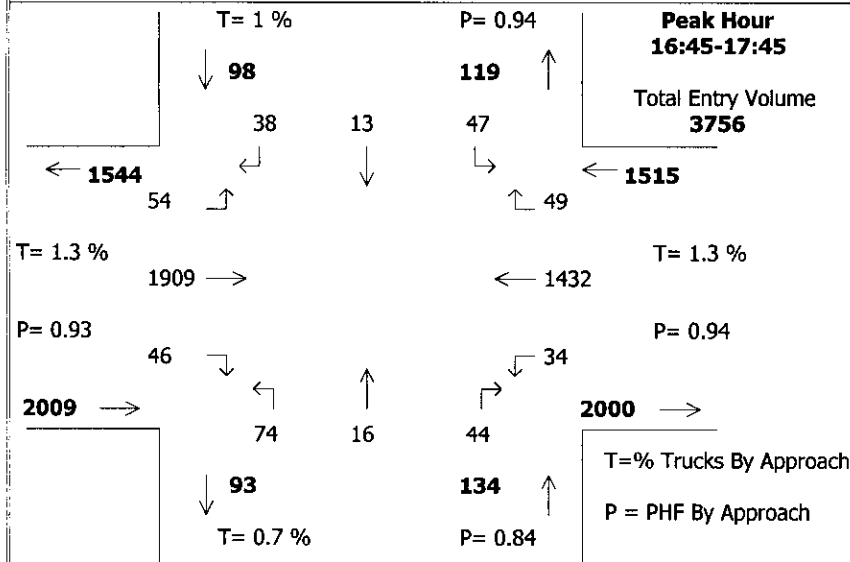 T= 1 % P= 0.94 Peak Hour
16:45-17:45
98 119
Total Entry Volume
3756
38 13 47
1544 1515
54 49
T= 1.3 % T= 1.3 %
1909 1432
P= 0.93 P= 0.94
46 34
2009 2000
74 16 44
T=% Trucks By Approach
93 134
P = PHF By Approach
T= 0.7 % P= 0.84